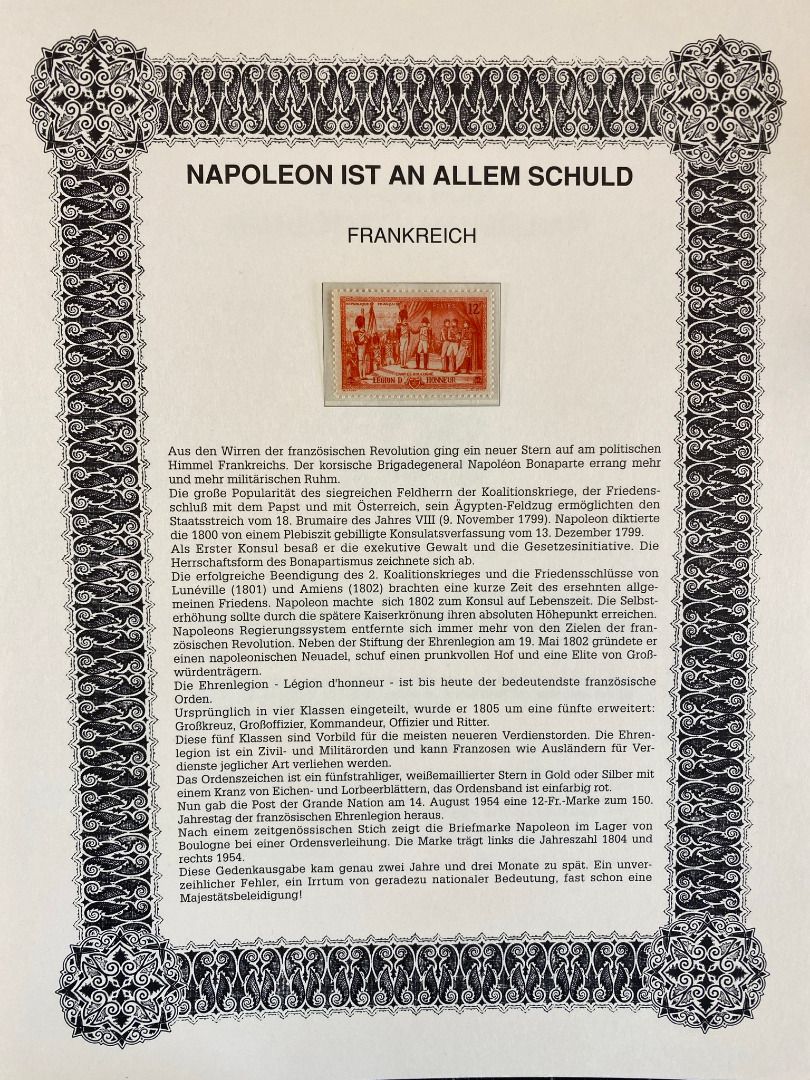 NAPOLEON IST AN ALLEM SCHULD
FRANKREICH
REPUBLIQUE FRANÇAISE
12F
LÉGION D HONNEUR
Aus den Wirren der französischen Revolution ging ein neuer Stern auf am politischen
Himmel Frankreichs. Der korsische Brigadegeneral Napoléon Bonaparte errang mehr
und mehr militärischen Ruhm.
Die große Popularität des siegreichen Feldherrn der Koalitionskriege, der Friedens-
schluß mit dem Papst und mit Österreich, sein Ägypten-Feldzug ermöglichten den
Staatsstreich vom 18. Brumaire des Jahres VIII (9. November 1799). Napoleon diktierte
die 1800 von einem Plebiszit gebilligte Konsulatsverfassung vom 13. Dezember 1799.
Als Erster Konsul besaß er die exekutive Gewalt und die Gesetzesinitiative. Die
Herrschaftsform des Bonapartismus zeichnete sich ab.
Die erfolgreiche Beendigung des 2. Koalitionskrieges und die Friedensschlüsse von
Lunéville (1801) und Amiens (1802) brachten eine kurze Zeit des ersehnten allge-
meinen Friedens. Napoleon machte sich 1802 zum Konsul auf Lebenszeit. Die Selbst-
erhöhung sollte durch die spätere Kaiserkrönung ihren absoluten Höhepunkt erreichen.
Napoleons Regierungssystem entfernte sich immer mehr von den Zielen der fran-
zösischen Revolution. Neben der Stiftung der Ehrenlegion am 19. Mai 1802 gründete er
einen napoleonischen Neuadel, schuf einen prunkvollen Hof und eine Elite von Groß-
würdenträgern.
Die Ehrenlegion - Légion d'honneur - ist bis heute der bedeutendste französische
Orden.
Ursprünglich in vier Klassen eingeteilt, wurde er 1805 um eine fünfte erweitert:
Großkreuz, Großoffizier, Kommandeur, Offizier und Ritter.
Diese fünf Klassen sind Vorbild für die meisten neueren Verdienstorden. Die Ehren-
legion ist ein Zivil- und Militärorden und kann Franzosen wie Ausländern für Ver-
dienste jeglicher Art verliehen werden.
Das Ordenszeichen ist ein fünfstrahliger, weißemaillierter Stern in Gold oder Silber mit
einem Kranz von Eichen- und Lorbeerblättern, das Ordensband ist einfarbig rot.
Nun gab die Post der Grande Nation am 14. August 1954 eine 12-Fr.-Marke zum 150.
Jahrestag der französischen Ehrenlegion heraus.
Nach einem zeitgenössischen Stich zeigt die Briefmarke Napoleon im Lager von
Boulogne bei einer Ordensverleihung. Die Marke trägt links die Jahreszahl 1804 und
rechts 1954.
Diese Gedenkausgabe kam genau zwei Jahre und drei Monate zu spät. Ein unver-
zeihlicher Fehler, ein Irrtum von geradezu nationaler Bedeutung, fast schon eine
Majestätsbeleidigung!